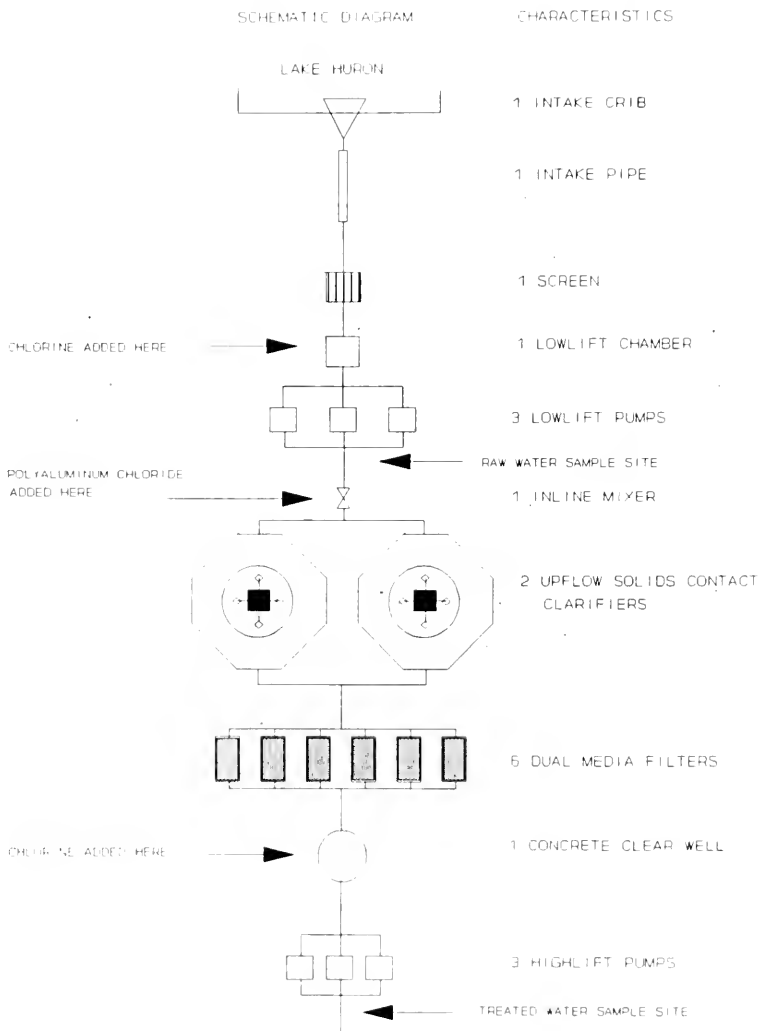 SCHEMATIC DIAGRAM CHARACTERISTICS
LAKE HURON
1 INTAKE CRIB
1 INTAKE PIPE
1 SCREEN
CHLORINE ADDED HERE
1 LOWLIFT CHAMBER
3 LOWLIFT PUMPS
RAW WATER SAMPLE SITE
POLYALUMINUM CHLORIDE
ADDED HERE
1 INLINE MIXER
2 UPFLOW SOLIDS CONTACT
CLARIFIERS
6 DUAL MEDIA FILTERS
CHLORINE ADDED HERE
1 CONCRETE CLEAR WELL
3 HIGHLIFT PUMPS
TREATED WATER SAMPLE SITE